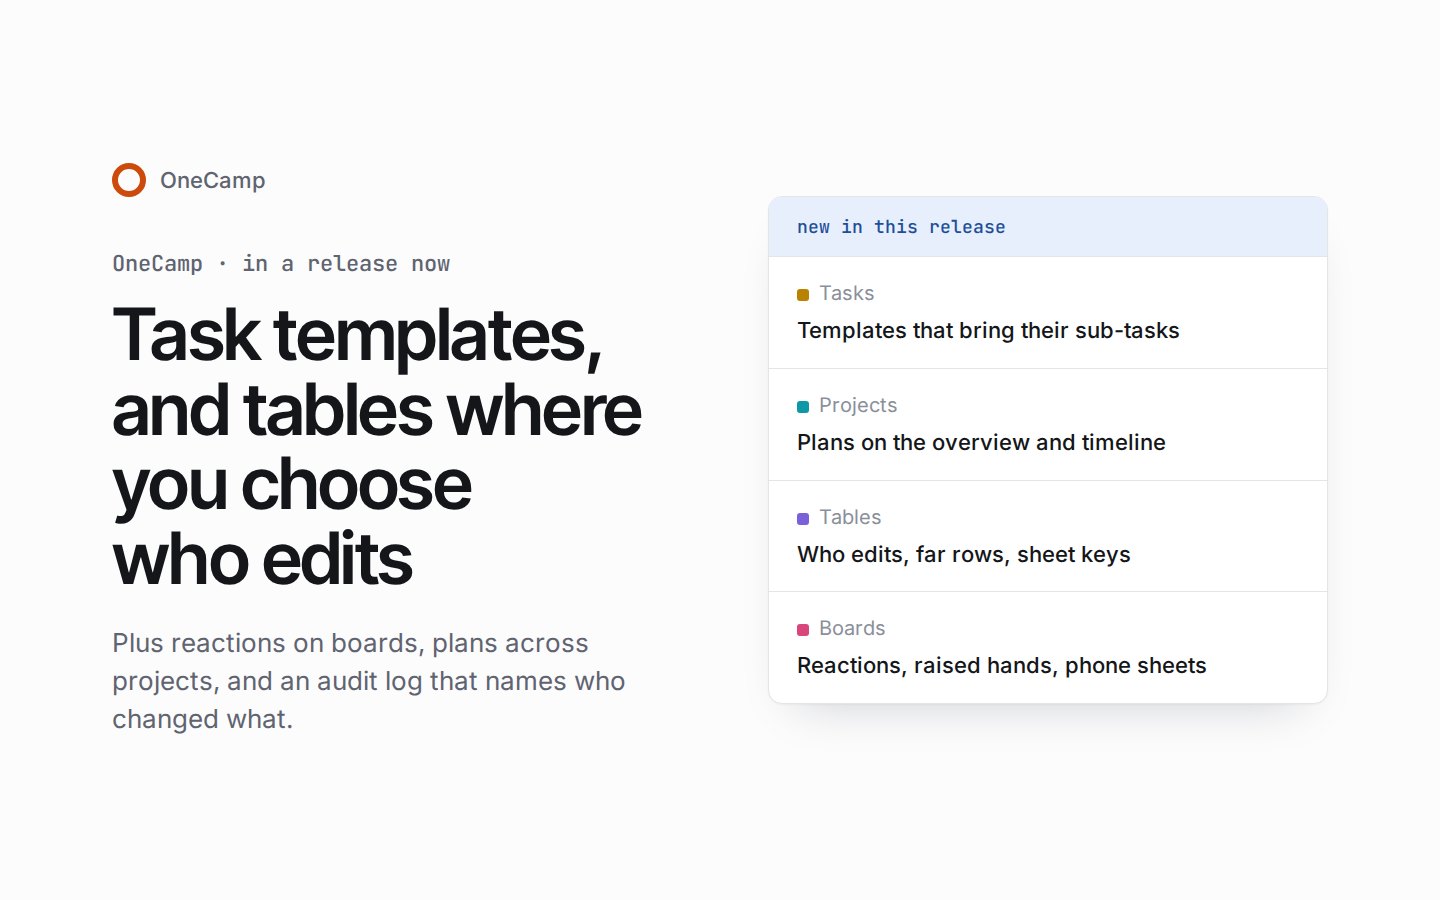 OneCamp
OneCamp · in a release now
Task templates,
and tables where
you choose
who edits
Plus reactions on boards, plans across
projects, and an audit log that names who
changed what.
new in this release
Tasks
Templates that bring their sub-tasks
Projects
Plans on the overview and timeline
Tables
Who edits, far rows, sheet keys
Boards
Reactions, raised hands, phone sheets